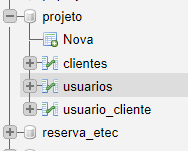 projeto
Nova
clientes
usuarios
usuario_cliente
reserva_etec